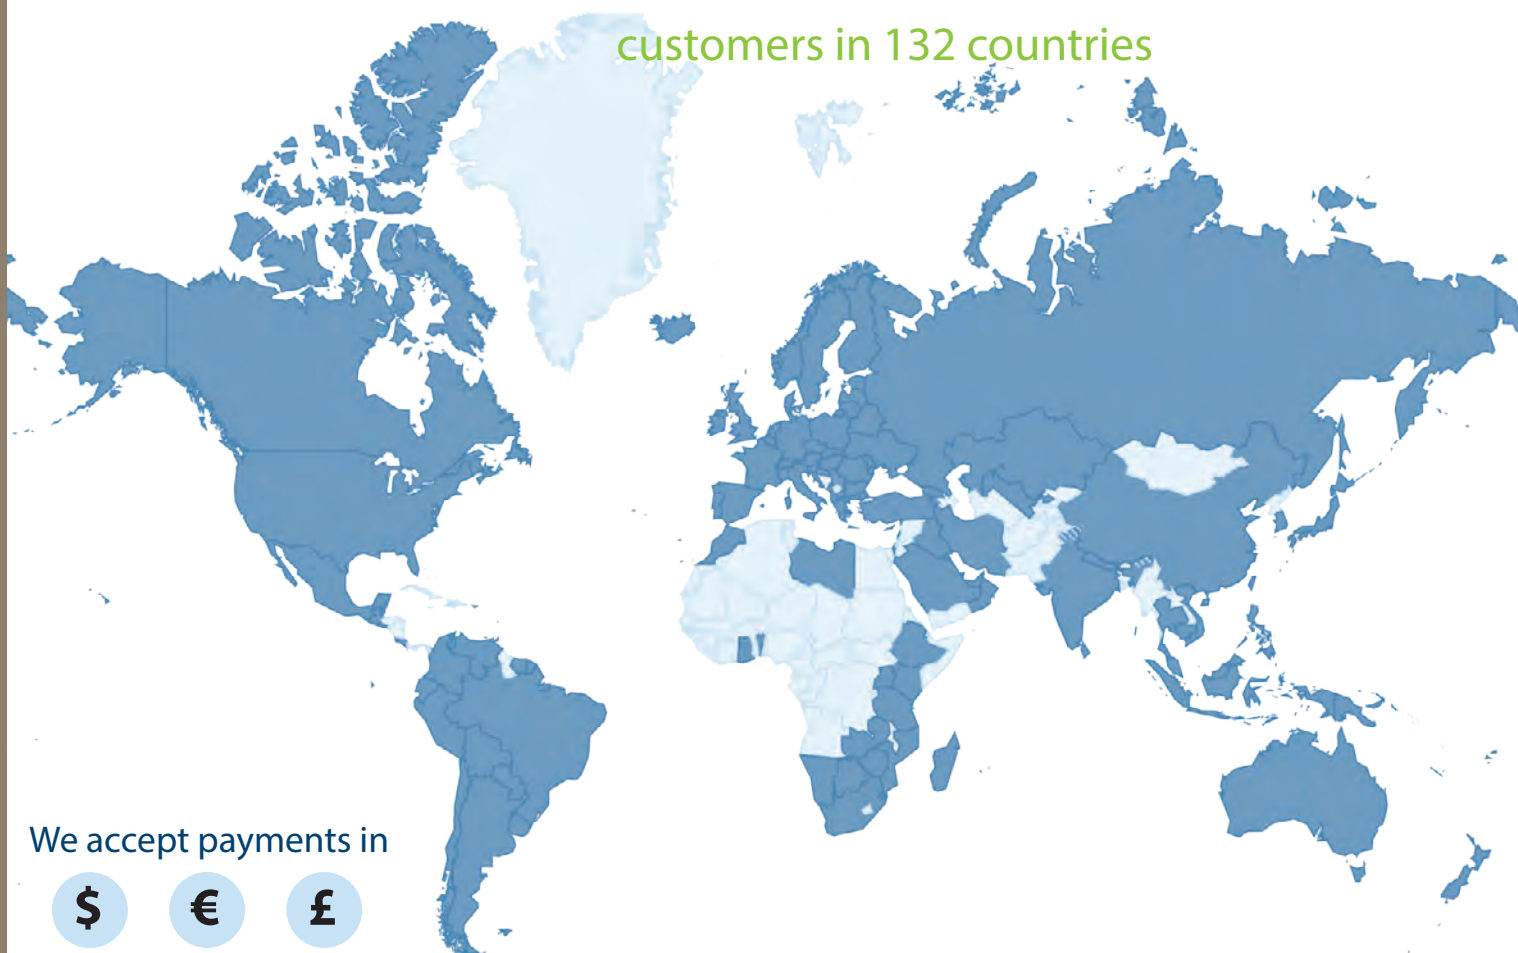 customers in 132 countries
We accept payments in
$ € £